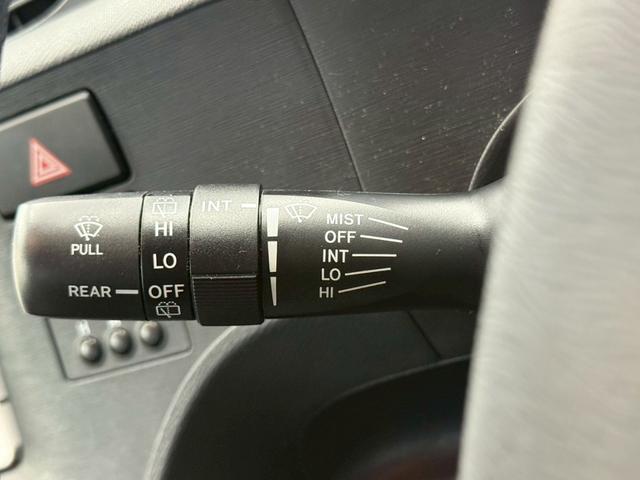 PULL
REAR
HI
LO
OFF
INT
MIST
OFF
INT
LO
HI